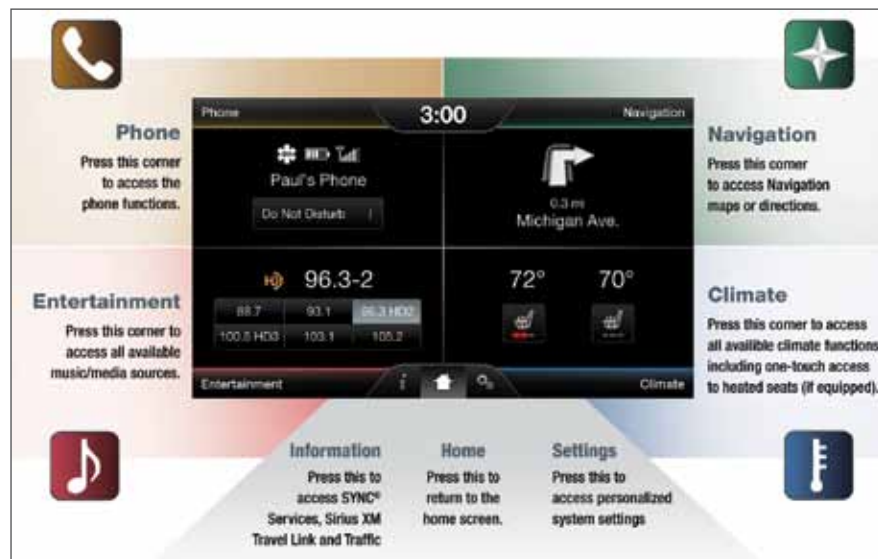 Phone
Press this corner
to access the
phone functions.
Entertainment
Press this corner to
access all available
music/media sources.
Phone
3:00
Navigation
Paul's Phone
Do Not Disturb
0.3 mi
Michigan Ave.
HD 96.3-2
88.7 93.1 96.3 HD2
100.5 HD3 103.1 105.2
72° 70°
Entertainment
i
Climate
Navigation
Press this corner
to access Navigation
maps or directions.
Climate
Press this corner to access
all availible climate functions
including one-touch access
to heated seats (if equipped).
Information
Press this to
access SYNC®
Services, Sirius XM
Travel Link and Traffic
Home
Press this to
return to the
home screen.
Settings
Press this to
access personalized
system settings